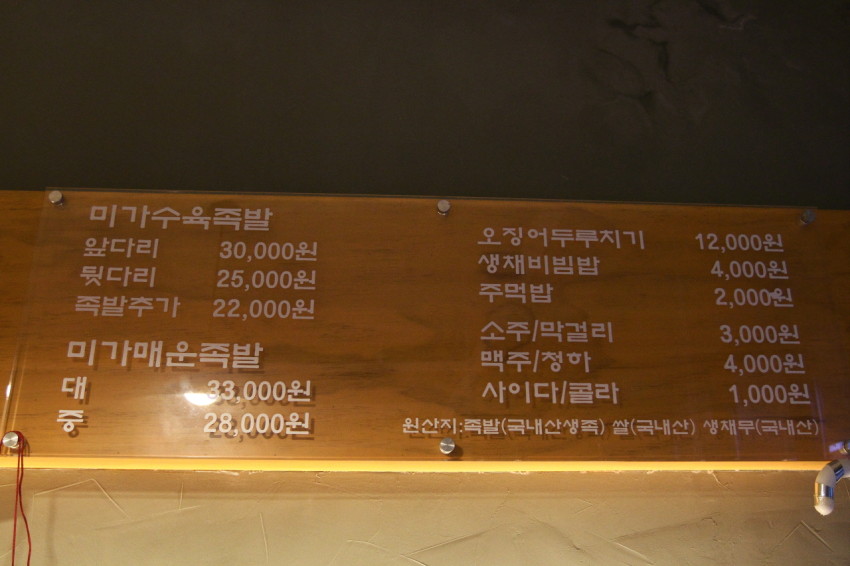 미가수육족발
앞다리 30,000원
뒷다리 25,000원
족발추가 22,000원
미가매운족발
대 33,000원
중 28,000원
오징어두루치기 12,000원
생채비빔밥 4,000원
주먹밥 2,000원
소주/막걸리 3,000원
맥주/청하 4,000원
사이다/콜라 1,000원
원산지:족발(국내산생족) 쌀(국내산) 생채무(국내산)